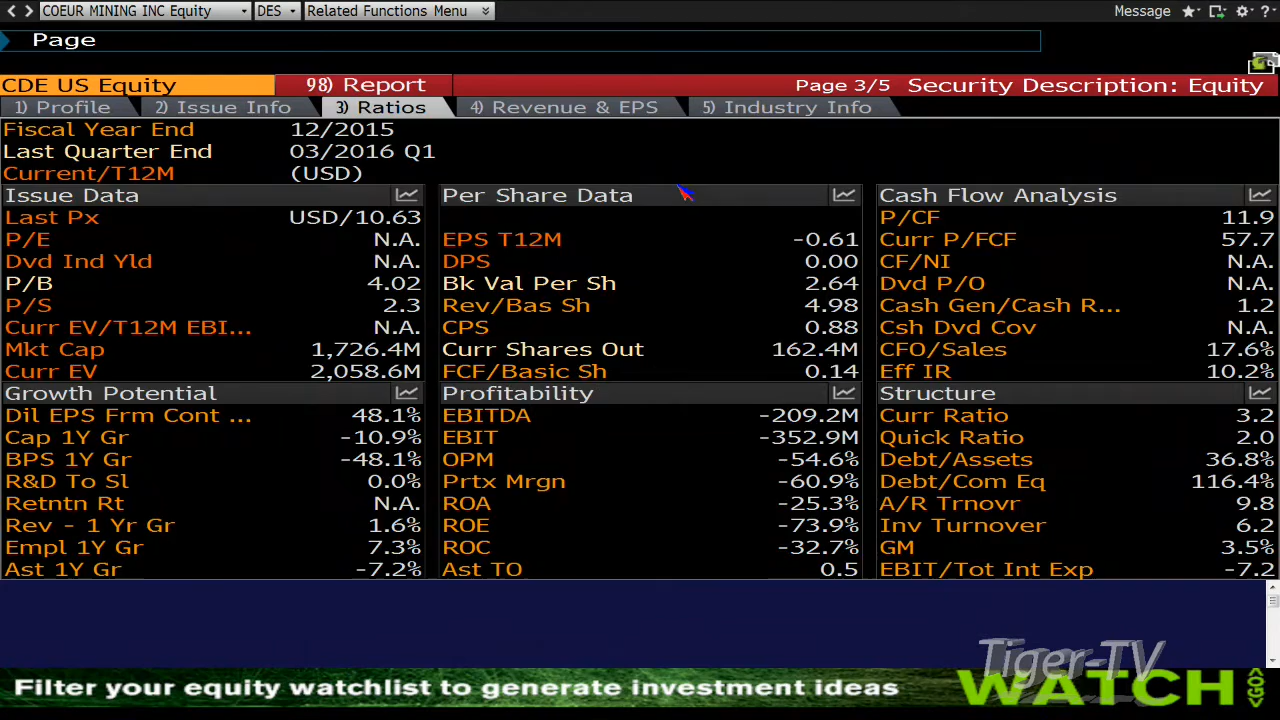 COEUR MINING INC Equity DES Related Functions Menu Message
Page
CDE US Equity 98) Report Page 3/5 Security Description: Equity
1) Profile 2) Issue Info 3) Ratios 4) Revenue & EPS 5) Industry Info
Fiscal Year End 12/2015
Last Quarter End 03/2016 Q1
Current/T12M (USD)
Issue Data
Last Px USD/10.63
P/E N.A.
Dvd Ind Yld N.A.
P/B 4.02
P/S 2.3
Curr EV/T12M EBI... N.A.
Mkt Cap 1,726.4M
Curr EV 2,058.6M
Per Share Data
EPS T12M -0.61
DPS 0.00
Bk Val Per Sh 2.64
Rev/Bas Sh 4.98
CPS 0.88
Curr Shares Out 162.4M
FCF/Basic Sh 0.14
Cash Flow Analysis
P/CF 11.9
Curr P/FCF 57.7
CF/NI N.A.
Dvd P/O N.A.
Cash Gen/Cash R... 1.2
Csh Dvd Cov N.A.
CFO/Sales 17.6%
Eff IR 10.2%
Growth Potential
Dil EPS Frm Cont ... 48.1%
Cap 1Y Gr -10.9%
BPS 1Y Gr -48.1%
R&D To Sl 0.0%
Retntn Rt N.A.
Rev - 1 Yr Gr 1.6%
Empl 1Y Gr 7.3%
Ast 1Y Gr -7.2%
Profitability
EBITDA -209.2M
EBIT -352.9M
OPM -54.6%
Prtx Mrgn -60.9%
ROA -25.3%
ROE -73.9%
ROC -32.7%
Ast TO 0.5
Structure
Curr Ratio 3.2
Quick Ratio 2.0
Debt/Assets 36.8%
Debt/Com Eq 116.4%
A/R Trnovr 9.8
Inv Turnover 6.2
GM 3.5%
EBIT/Tot Int Exp -7.2
Tiger-TV
Filter your equity watchlist to generate investment ideas WATCH GO